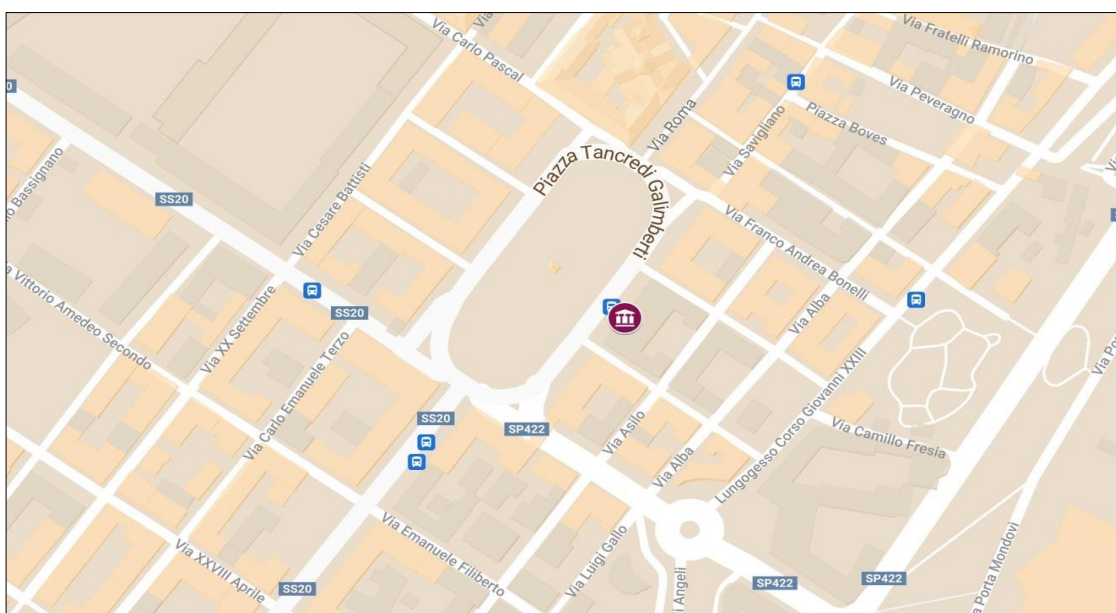 Via Fratelli Ramorino
Via Carlo Pascal
Via Peveragno
Via Roma
Piazza Boves
Via Savigliano
Piazza Tancredi Galimberti
Bassignano
SS20
Via Cesare Battisti
Via Franco Andrea Bonelli
Vittorio Amedeo Secondo
Via XX Settembre
SS20
Via Alba
Via Carlo Emanuele Terzo
SS20
SP422
Via Asilo
Lungogesso Corso Giovanni XXIII
Via Camillo Fresia
Via Alba
Via Emanuele Filiberto
Via Luigi Gallo
Via XXVIII Aprile
SS20
Angeli
SP422
Porta Mondovì